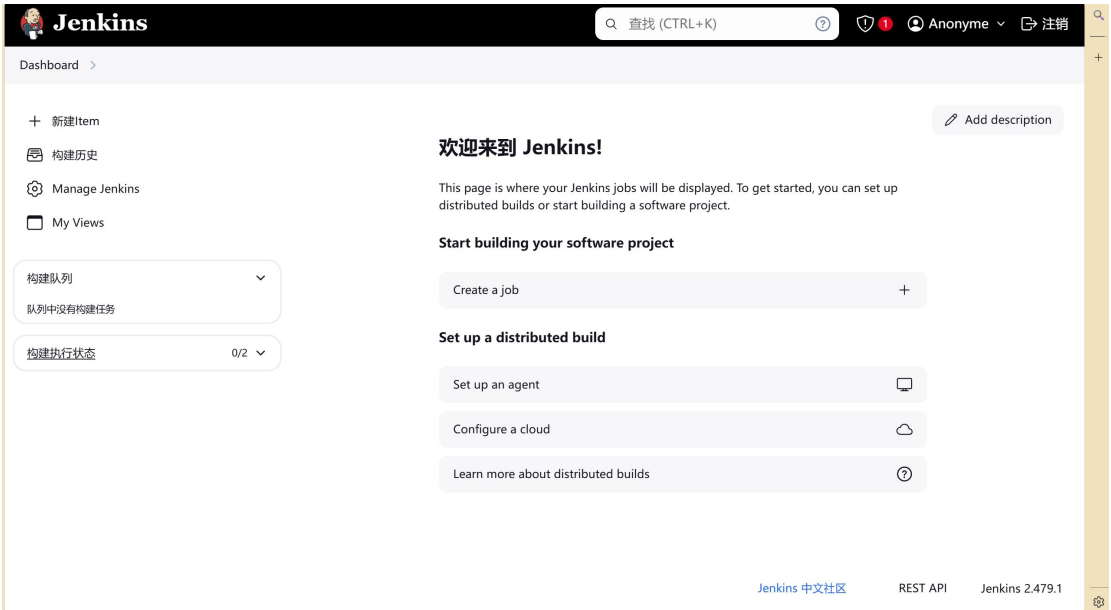 Jenkins
查找 (CTRL+K)
1
Anonyme
注销
Dashboard
新建Item
构建历史
Manage Jenkins
My Views
构建队列
队列中没有构建任务
构建执行状态
0/2
Add description
欢迎来到 Jenkins!
This page is where your Jenkins jobs will be displayed. To get started, you can set up
distributed builds or start building a software project.
Start building your software project
Create a job
Set up a distributed build
Set up an agent
Configure a cloud
Learn more about distributed builds
Jenkins 中文社区
REST API
Jenkins 2.479.1